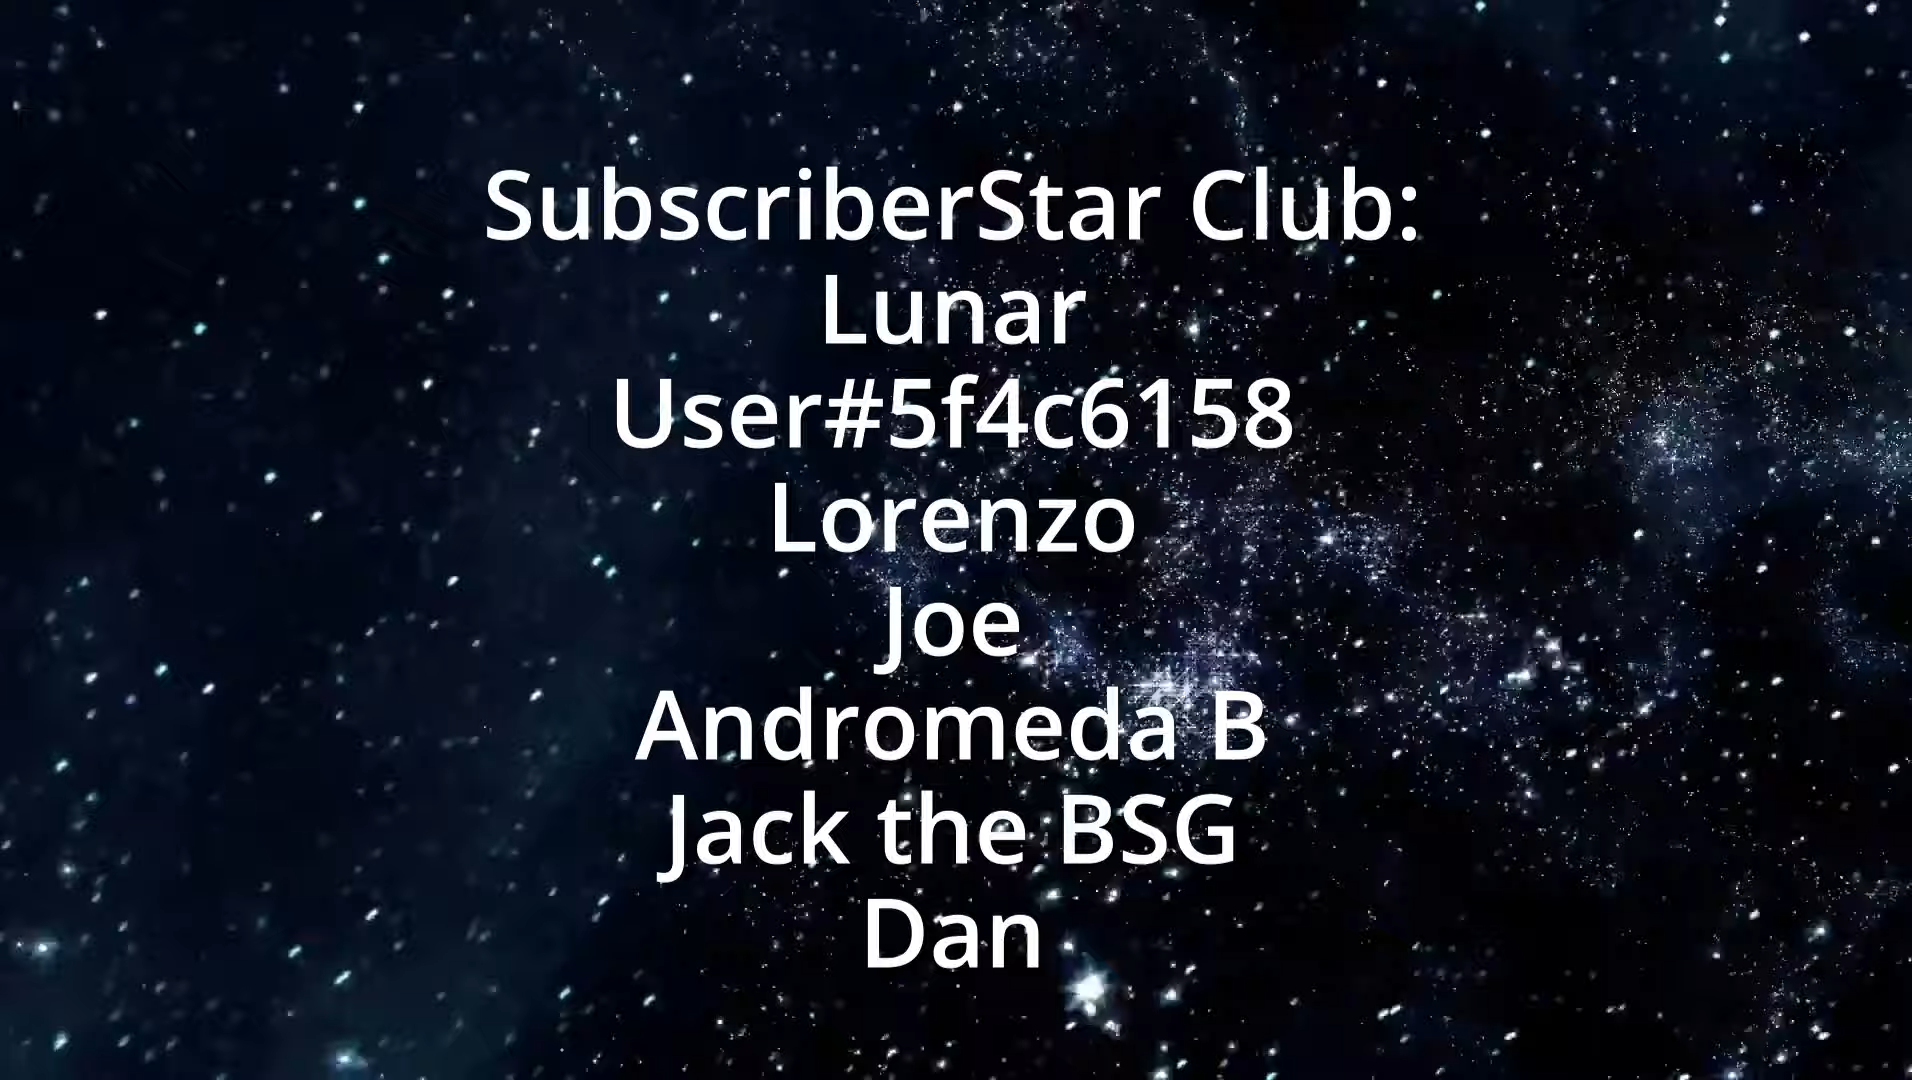 SubscriberStar Club:
Lunar
User#5f4c6158
Lorenzo
Joe
Andromeda B
Jack the BSG
Dan